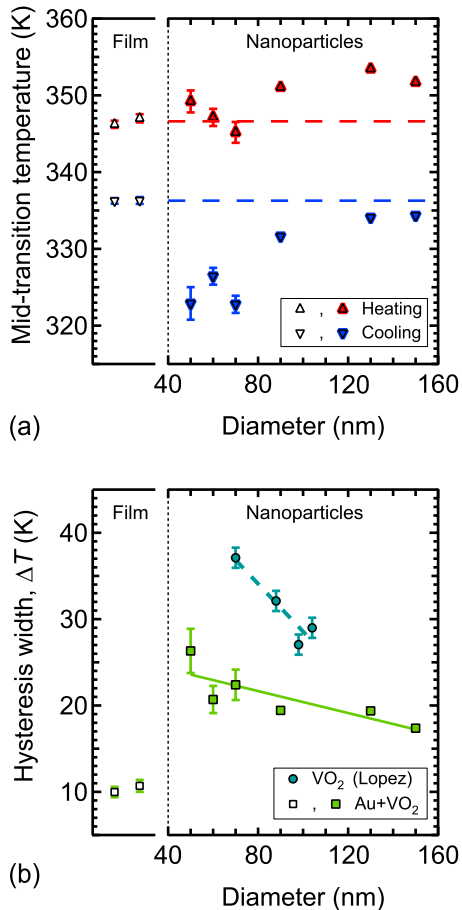 Film Nanoparticles
360
350
340
330
320
Mid-transition temperature (K)
, Heating
, Cooling
40 80 120 160
(a) Diameter (nm)
Film Nanoparticles
40
30
20
10
Hysteresis width, ΔT (K)
VO₂ (Lopez)
, Au+VO₂
40 80 120 160
(b) Diameter (nm)